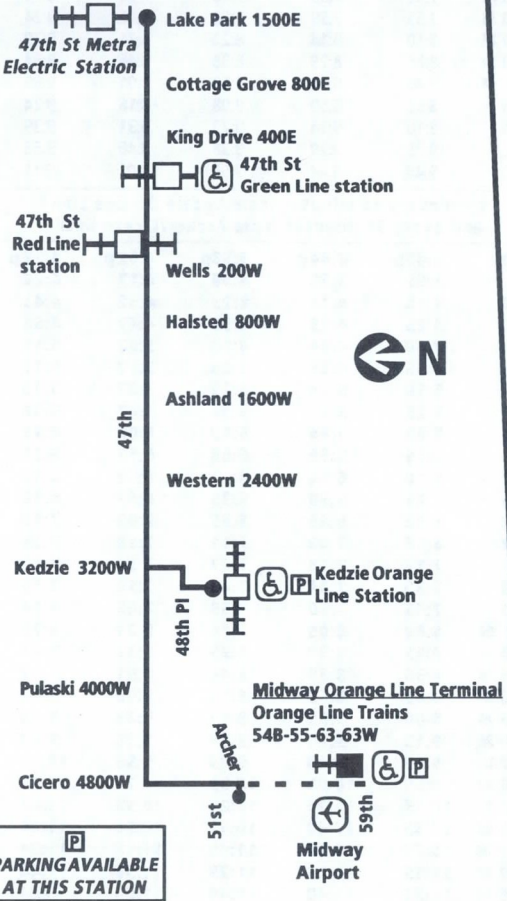 Lake Park 1500E
47th St Metra
Electric Station
Cottage Grove 800E
King Drive 400E
47th St
Green Line station
47th St
Red Line
station
Wells 200W
Halsted 800W
N
Ashland 1600W
47th
Western 2400W
Kedzie 3200W
P
Kedzie Orange
Line Station
48th Pl
Pulaski 4000W
Midway Orange Line Terminal
Orange Line Trains
54B-55-63-63W
Archer
P
Cicero 4800W
51st
59th
Midway
Airport
P
PARKING AVAILABLE
AT THIS STATION